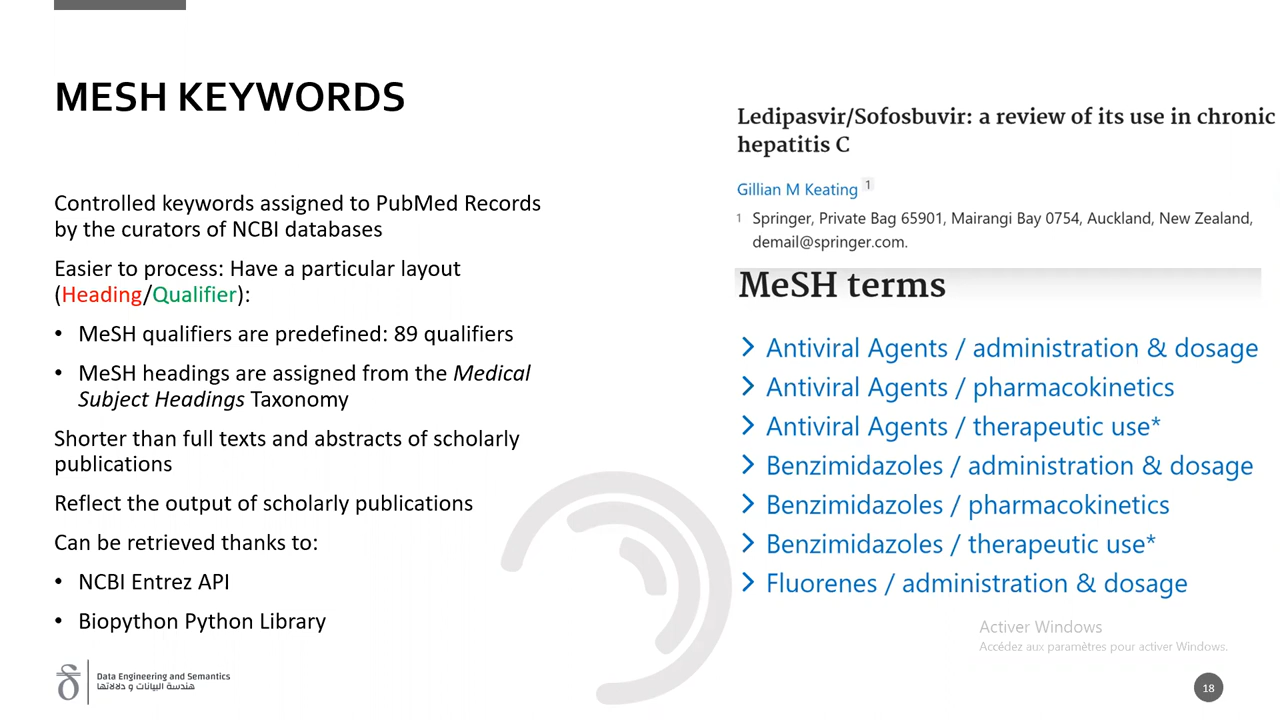 MESH KEYWORDS
Controlled keywords assigned to PubMed Records
by the curators of NCBI databases
Easier to process: Have a particular layout
(Heading/Qualifier):
• MeSH qualifiers are predefined: 89 qualifiers
• MeSH headings are assigned from the Medical
Subject Headings Taxonomy
Shorter than full texts and abstracts of scholarly
publications
Reflect the output of scholarly publications
Can be retrieved thanks to:
• NCBI Entrez API
• Biopython Python Library
Ledipasvir/Sofosbuvir: a review of its use in chronic
hepatitis C
Gillian M Keating 1
1 Springer, Private Bag 65901, Mairangi Bay 0754, Auckland, New Zealand,
demail@springer.com.
MeSH terms
> Antiviral Agents / administration & dosage
> Antiviral Agents / pharmacokinetics
> Antiviral Agents / therapeutic use*
> Benzimidazoles / administration & dosage
> Benzimidazoles / pharmacokinetics
> Benzimidazoles / therapeutic use*
> Fluorenes / administration & dosage
Activer Windows
Accédez aux paramètres pour activer Windows.
Data Engineering and Semantics
هندسة البيانات و دلالاتها
18